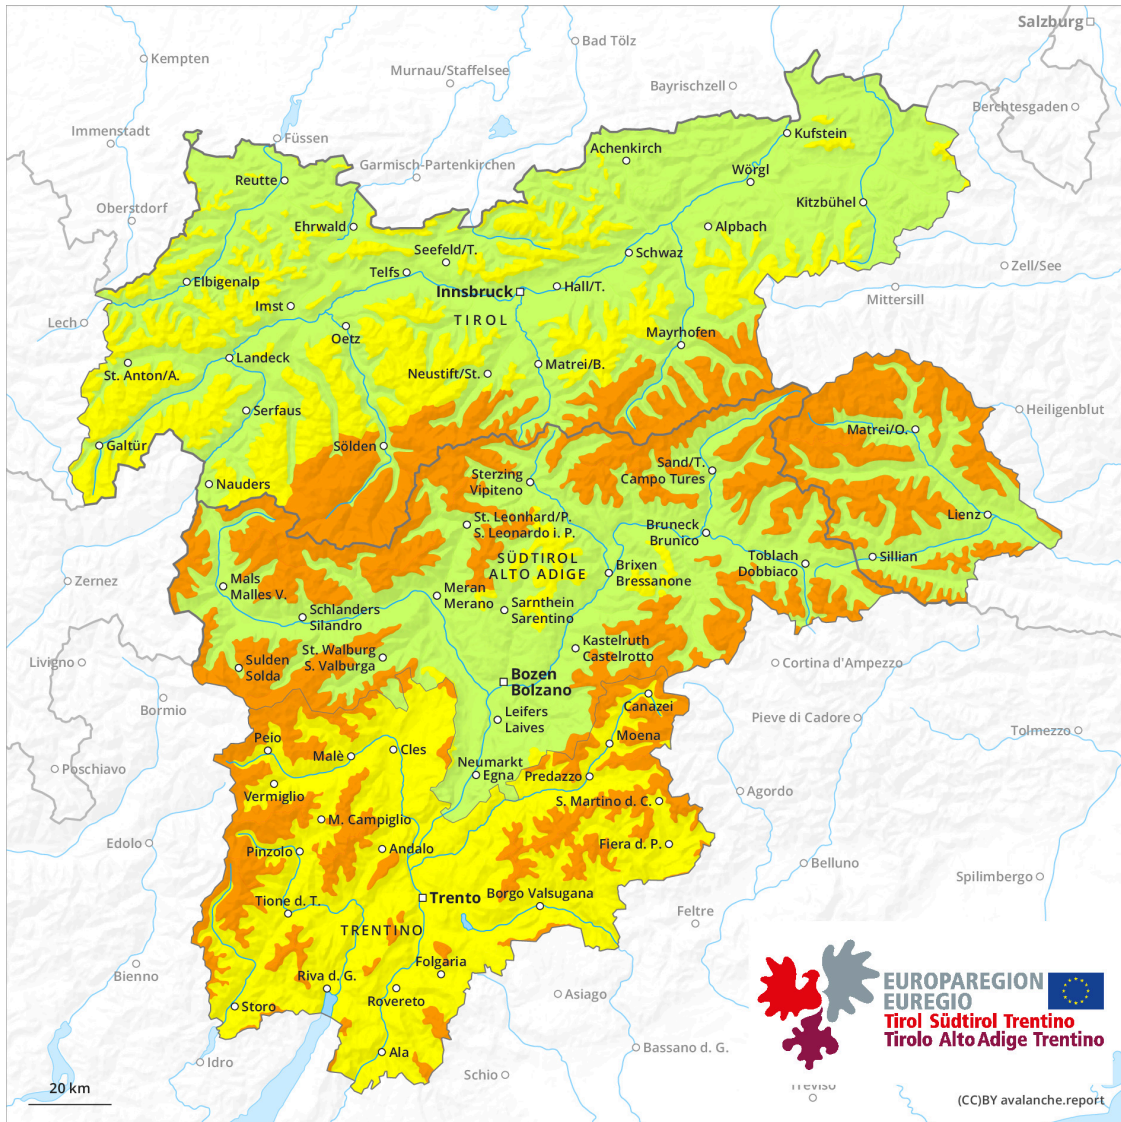 Salzburg
Bad Tölz
Kempten
Murnau/Staffelsee
Bayrischzell
Berchtesgaden
Immenstadt
Füssen
Kufstein
Achenkirch
Garmisch-Partenkirchen
Wörgl
Reutte
Oberstdorf
Kitzbühel
Ehrwald
Alpbach
Seefeld/T.
Schwaz
Telfs
Zell/See
Elbigenalp
Hall/T.
Innsbruck
Mittersill
Imst
TIROL
Lech
Oetz
Mayrhofen
Landeck
St. Anton/A.
Matrei/B.
Neustift/St.
Serfaus
Heiligenblut
Matrei/O.
Galtür
Sölden
Sand/T.
Campo Tures
Sterzing
Vipiteno
Nauders
Lienz
St. Leonhard/P.
S. Leonardo i. P.
Bruneck
Brunico
SÜDTIROL
ALTO ADIGE
Toblach
Dobbiaco
Sillian
Brixen
Bressanone
Zernez
Mals
Malles V.
Meran
Merano
Sarnthein
Sarentino
Schlanders
Silandro
Kastelruth
Castelrotto
St. Walburg
S. Valburga
Livigno
Sulden
Solda
Cortina d'Ampezzo
Bozen
Bolzano
Bormio
Canazei
Leifers
Laives
Pieve di Cadore
Tolmezzo
Peio
Moena
Cles
Malè
Neumarkt
Egna
Poschiavo
Predazzo
Vermiglio
Agordo
S. Martino d. C.
M. Campiglio
Edolo
Pinzolo
Andalo
Fiera d. P.
Belluno
Spilimbergo
Trento
Borgo Valsugana
Tione d. T.
Feltre
TRENTINO
Folgaria
Bienno
Riva d. G.
Rovereto
Asiago
Storo
Ala
Bassano d. G.
Idro
Schio
Treviso
EUROPAREGION
EUREGIO
Tirol Südtirol Trentino
Tirolo Alto Adige Trentino
20 km
(CC)BY avalanche.report